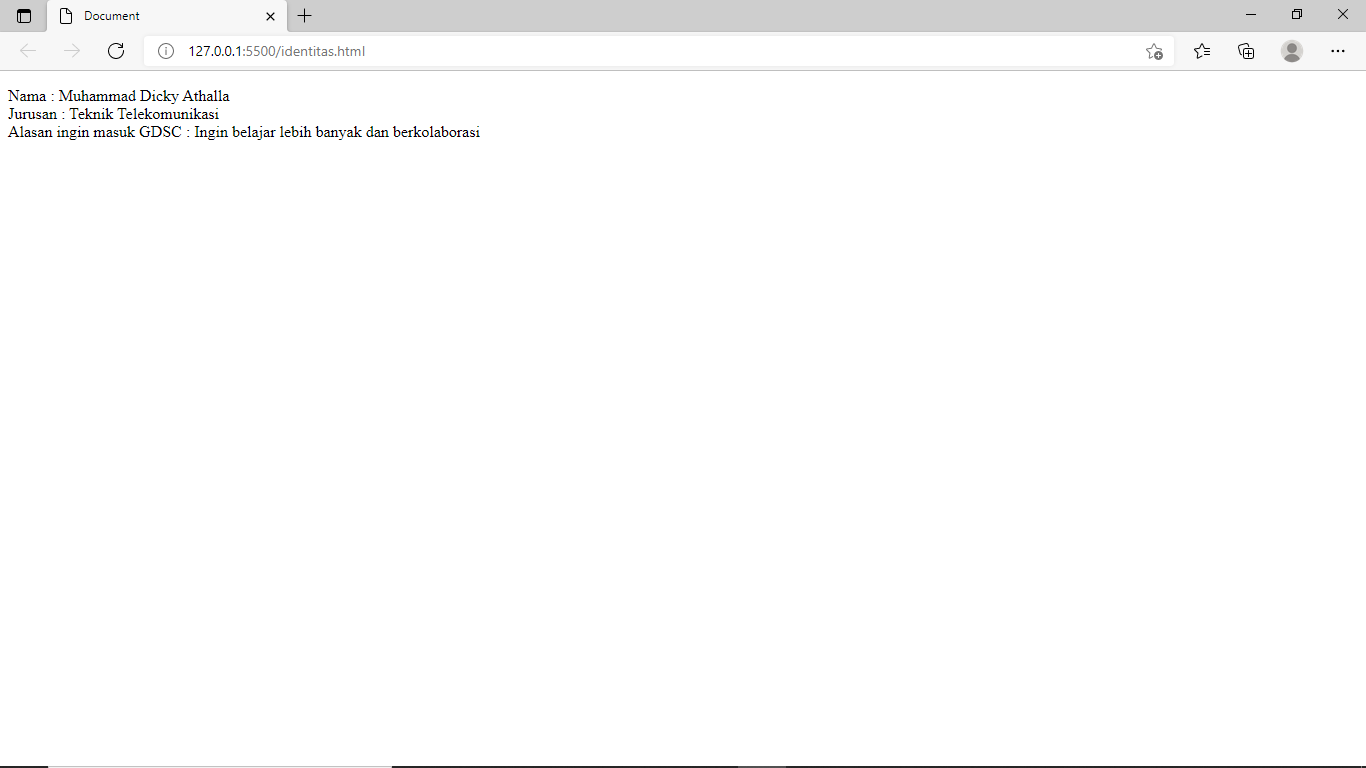 Document
127.0.0.1:5500/identitas.html
Nama : Muhammad Dicky Athalla
Jurusan : Teknik Telekomunikasi
Alasan ingin masuk GDSC : Ingin belajar lebih banyak dan berkolaborasi